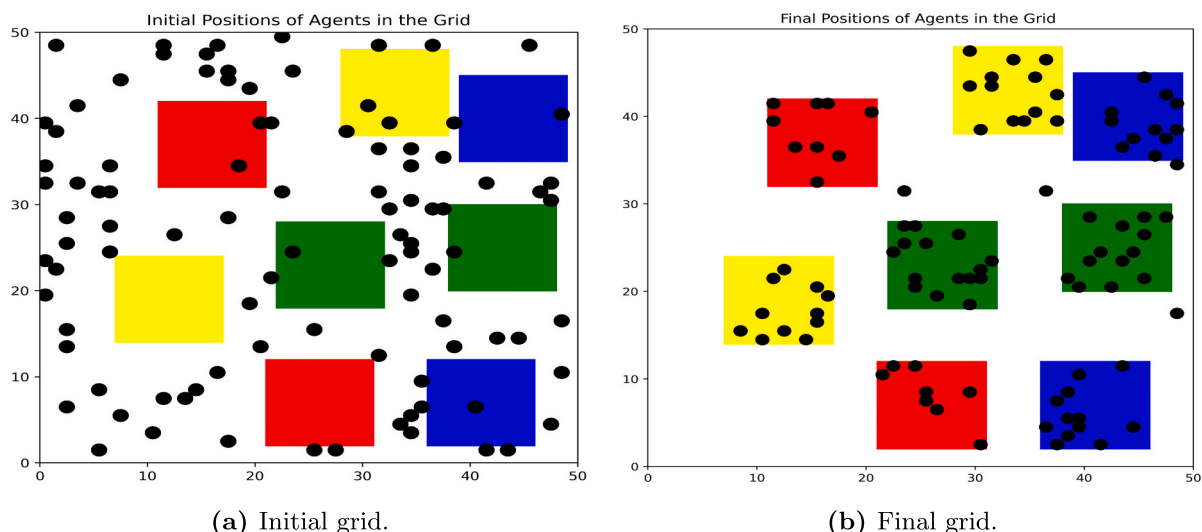 Initial Positions of Agents in the Grid
50
40
30
20
10
0
0 10 20 30 40 50
(a) Initial grid.
Final Positions of Agents in the Grid
50
40
30
20
10
0
10 20 30 40 50
(b) Final grid.